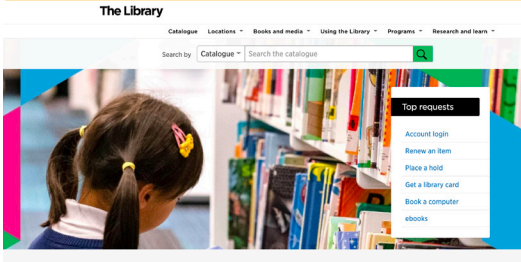 The Library
Catalogue Locations Books and media Using the Library Programs Research and learn
Search by Catalogue Search the catalogue
Top requests
Account login
Renew an item
Place a hold
Get a library card
Book a computer
ebooks